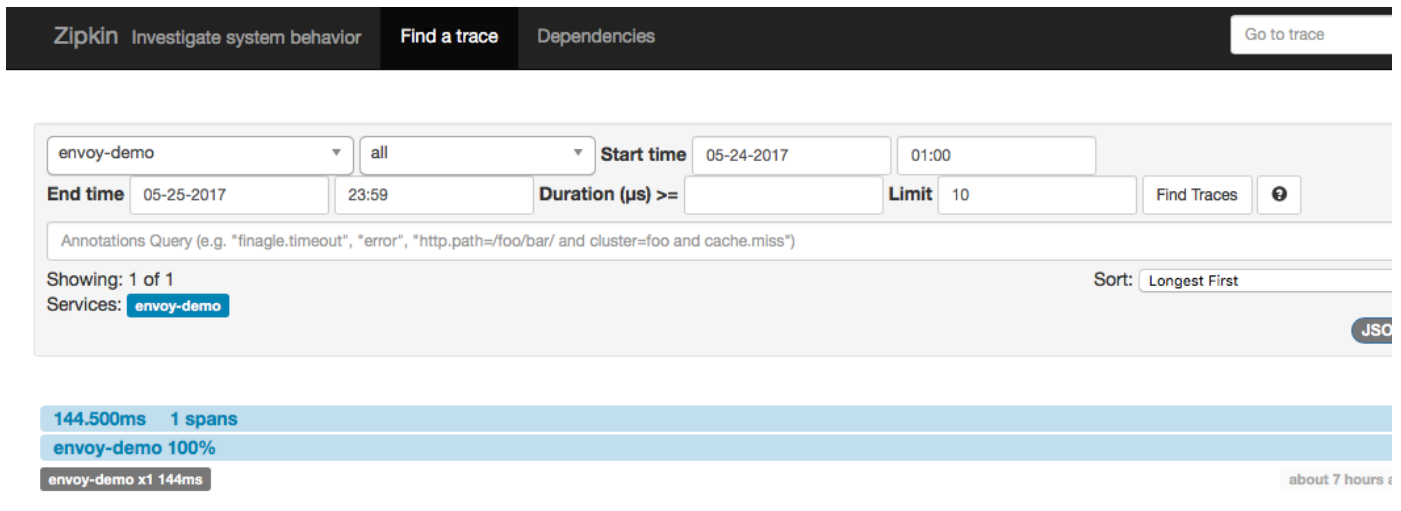 Zipkin Investigate system behavior Find a trace Dependencies Go to trace
envoy-demo all Start time 05-24-2017 01:00
End time 05-25-2017 23:59 Duration (μs) >= Limit 10 Find Traces ?
Annotations Query (e.g. "finagle.timeout", "error", "http.path=/foo/bar/ and cluster=foo and cache.miss")
Showing: 1 of 1 Sort: Longest First
Services: envoy-demo
JSO
144.500ms 1 spans
envoy-demo 100%
envoy-demo x1 144ms about 7 hours a